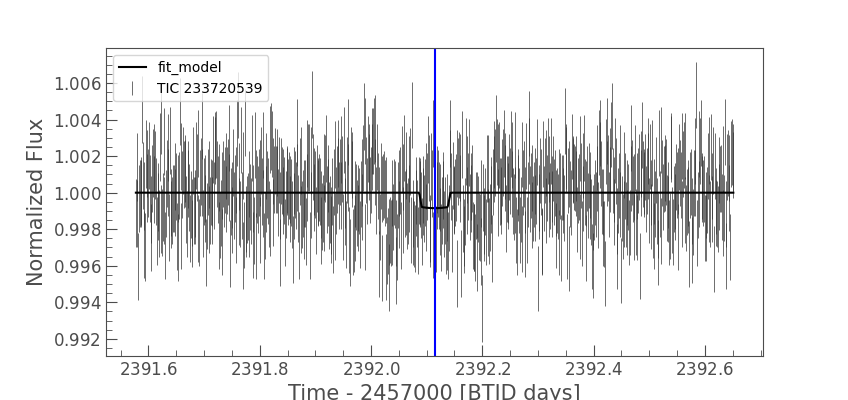 fit_model
TIC 233720539
1.006
1.004
1.002
1.000
0.998
0.996
0.994
0.992
Normalized Flux
2391.6 2391.8 2392.0 2392.2 2392.4 2392.6
Time - 2457000 [BTJD days]